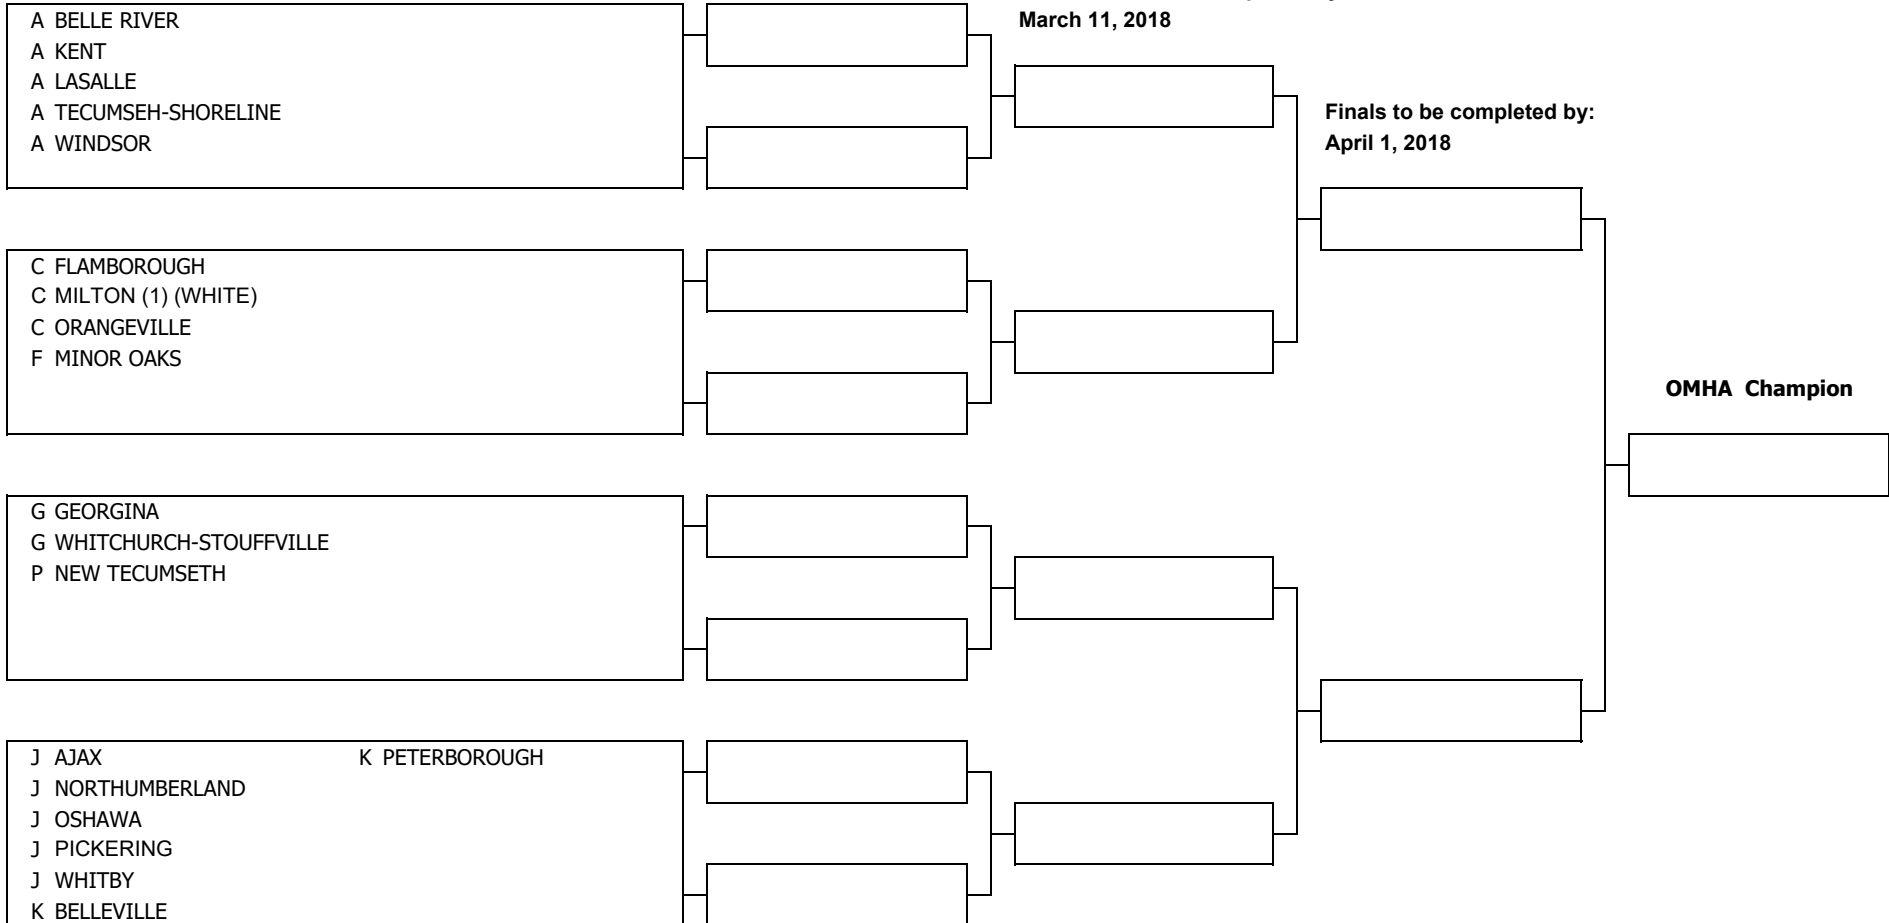 March 11, 2018
A BELLE RIVER
A KENT
A LASALLE
A TECUMSEH-SHORELINE
A WINDSOR
Finals to be completed by:
April 1, 2018
C FLAMBOROUGH
C MILTON (1) (WHITE)
C ORANGEVILLE
F MINOR OAKS
OMHA Champion
G GEORGINA
G WHITCHURCH-STOUFFVILLE
P NEW TECUMSETH
J AJAX K PETERBOROUGH
J NORTHUMBERLAND
J OSHAWA
J PICKERING
J WHITBY
K BELLEVILLE